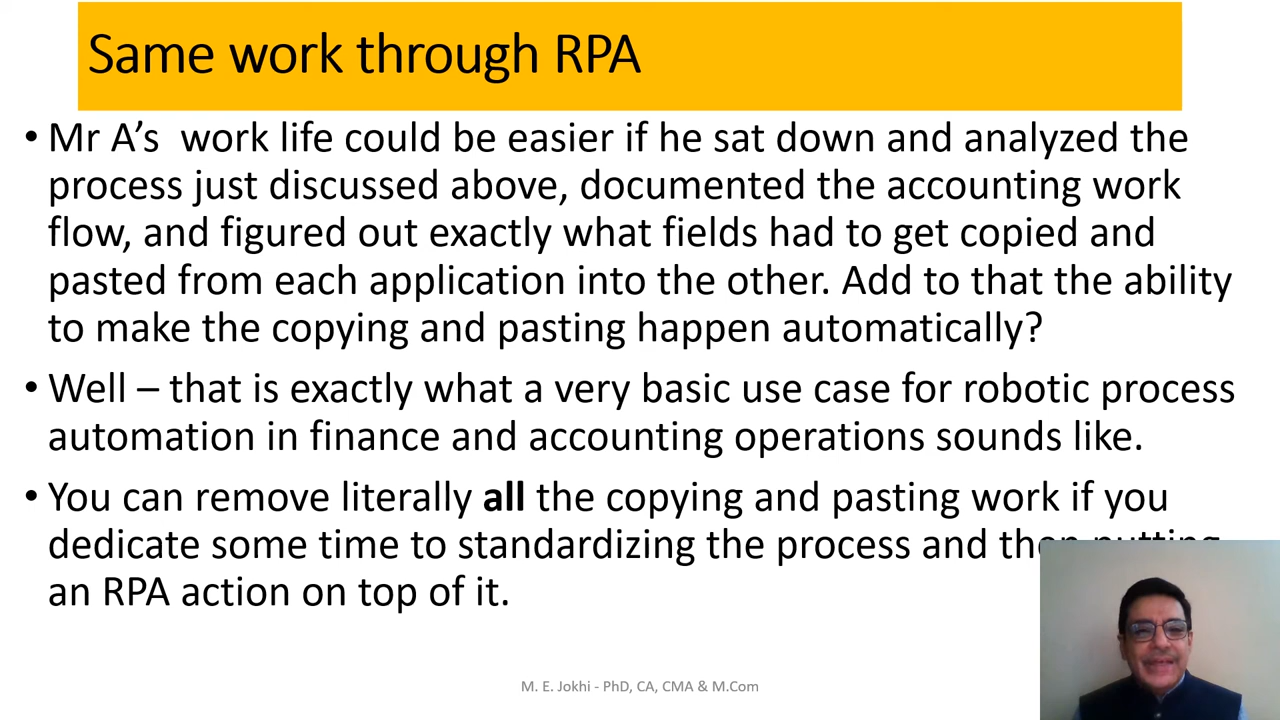 Same work through RPA
• Mr A’s  work life could be easier if he sat down and analyzed the
process just discussed above, documented the accounting work
flow, and figured out exactly what fields had to get copied and
pasted from each application into the other. Add to that the ability
to make the copying and pasting happen automatically?
• Well – that is exactly what a very basic use case for robotic process
automation in finance and accounting operations sounds like.
• You can remove literally all the copying and pasting work if you
dedicate some time to standardizing the process and then putting
an RPA action on top of it.
M. E. Jokhi - PhD, CA, CMA & M.Com